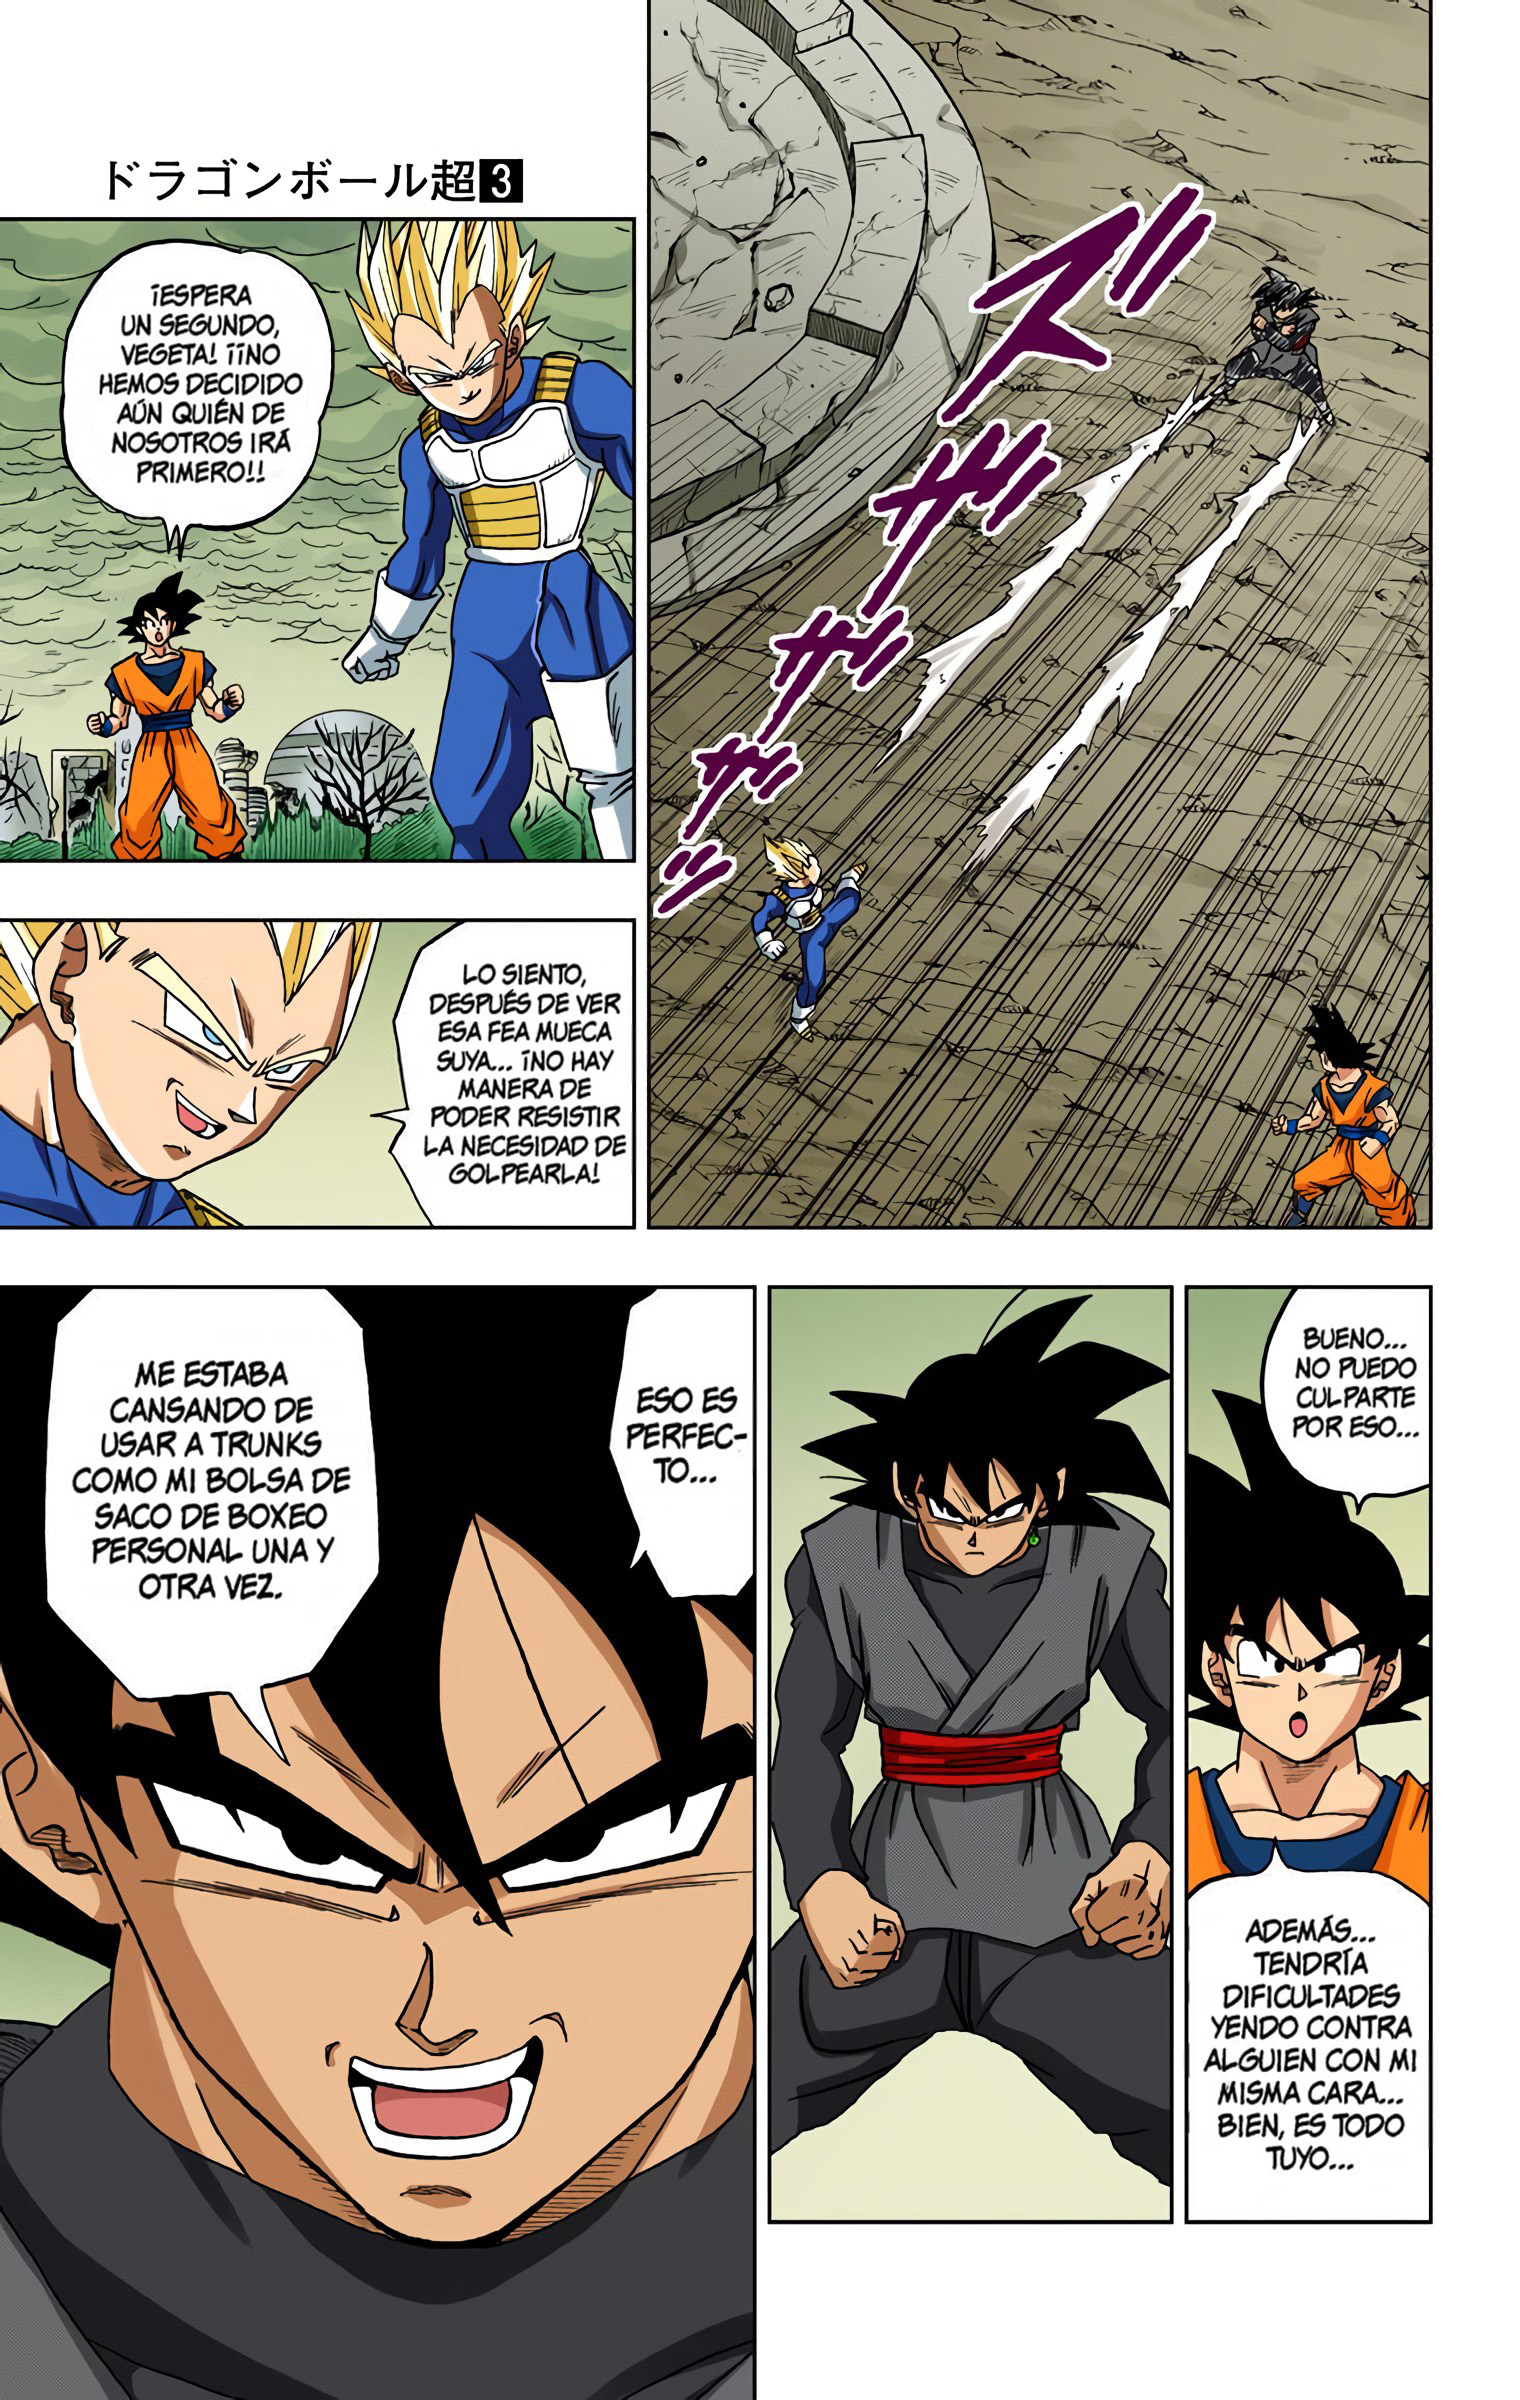 ズザザザッ
ドラゴンボール超3
¡ESPERA
UN SEGUNDO,
VEGETA! ¡¡NO
HEMOS DECIDIDO
AÚN QUIÉN DE
NOSOTROS IRÁ
PRIMERO!!
LO SIENTO,
DESPUÉS DE VER
ESA FEA MUECA
SUYA... ¡NO HAY
MANERA DE
PODER RESISTIR
LA NECESIDAD DE
GOLPEARLA!
BUENO...
NO PUEDO
CULPARTE
POR ESO...
ADEMÁS...
TENDRÍA
DIFICULTADES
YENDO CONTRA
ALGUIEN CON MI
MISMA CARA...
BIEN, ES TODO
TUYO...
ESO ES
PERFEC-
TO...
ME ESTABA
CANSANDO DE
USAR A TRUNKS
COMO MI BOLSA DE
SACO DE BOXEO
PERSONAL UNA Y
OTRA VEZ.